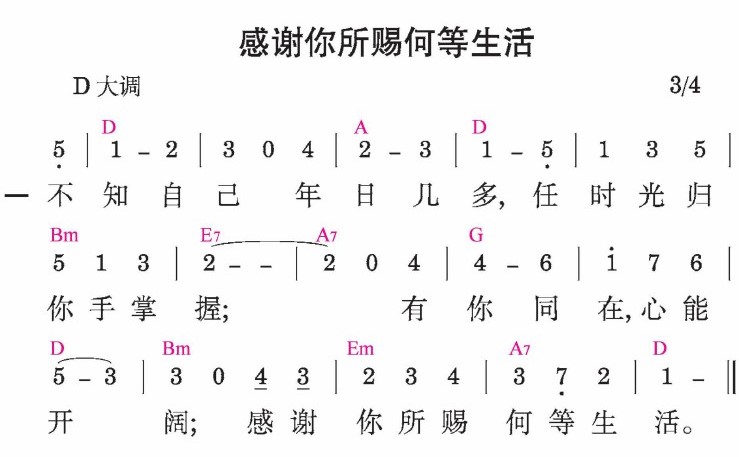 感谢你所赐何等生活
D大调 3/4
D A D
5 | 1 – 2 | 3 0 4 | 2 – 3 | 1 – 5 | 1 3 5 |
一 不知自己 年日几多, 任时光归
Bm E7 A7 G
5 1 3 | 2 – – | 2 0 4 | 4 – 6 | 1 7 6 |
你手掌握; 有你同在, 心能
D Bm Em A7 D
5 – 3 | 3 0 4 3 | 2 3 4 | 3 7 2 | 1 – ‖
开 阔; 感谢你所赐何等生活。